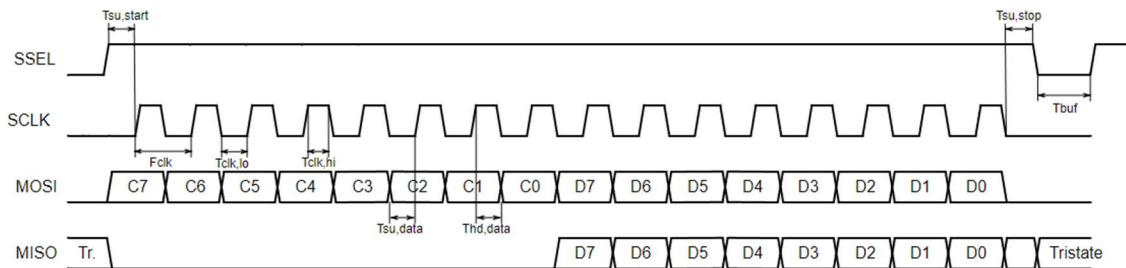 Tsu,start Tsu,stop
SSEL
Tbuf
SCLK
Fclk Tclk,lo Tclk,hi
MOSI C7 C6 C5 C4 C3 C2 C1 C0 D7 D6 D5 D4 D3 D2 D1 D0
Tsu,data Thd,data
MISO Tr. D7 D6 D5 D4 D3 D2 D1 D0 Tristate